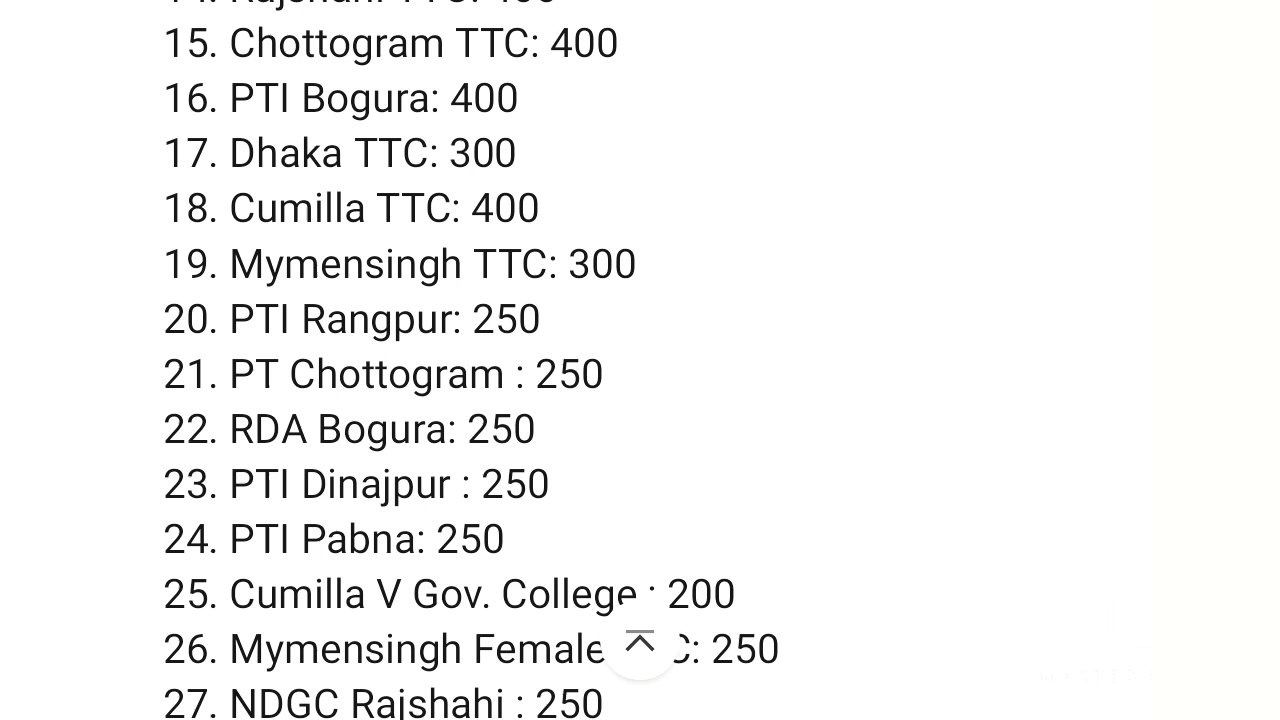 15. Chottogram TTC: 400
16. PTI Bogura: 400
17. Dhaka TTC: 300
18. Cumilla TTC: 400
19. Mymensingh TTC: 300
20. PTI Rangpur: 250
21. PT Chottogram : 250
22. RDA Bogura: 250
23. PTI Dinajpur : 250
24. PTI Pabna: 250
25. Cumilla V Gov. College : 200
26. Mymensingh Female : 250
27. NDGC Rajshahi : 250